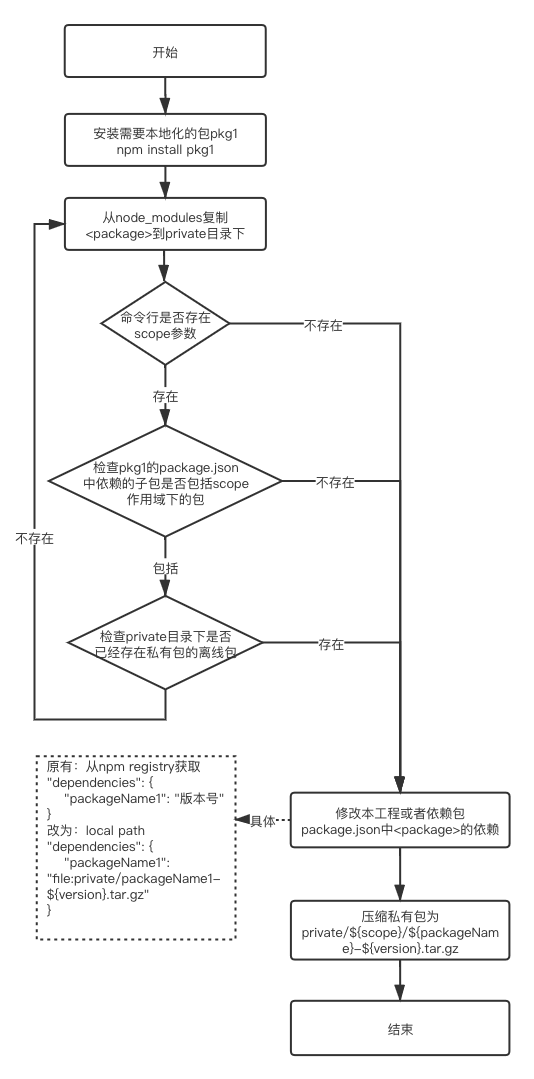 开始
安装需要本地化的包pkg1
npm install pkg1
从node_modules复制
<package>到private目录下
命令行是否存在
scope参数
不存在
存在
检查pkg1的package.json
中依赖的子包是否包括scope
作用域下的包
不存在
不存在
包括
检查private目录下是否
已经存在私有包的离线包
存在
原有：从npm registry获取
"dependencies": {
"packageName1": "版本号"
}
改为：local path
"dependencies": {
"packageName1":
"file:private/packageName1-
${version}.tar.gz"
}
具体
修改本工程或者依赖包
package.json中<package>的依赖
压缩私有包为
private/${scope}/${packageNam
e}-${version}.tar.gz
结束